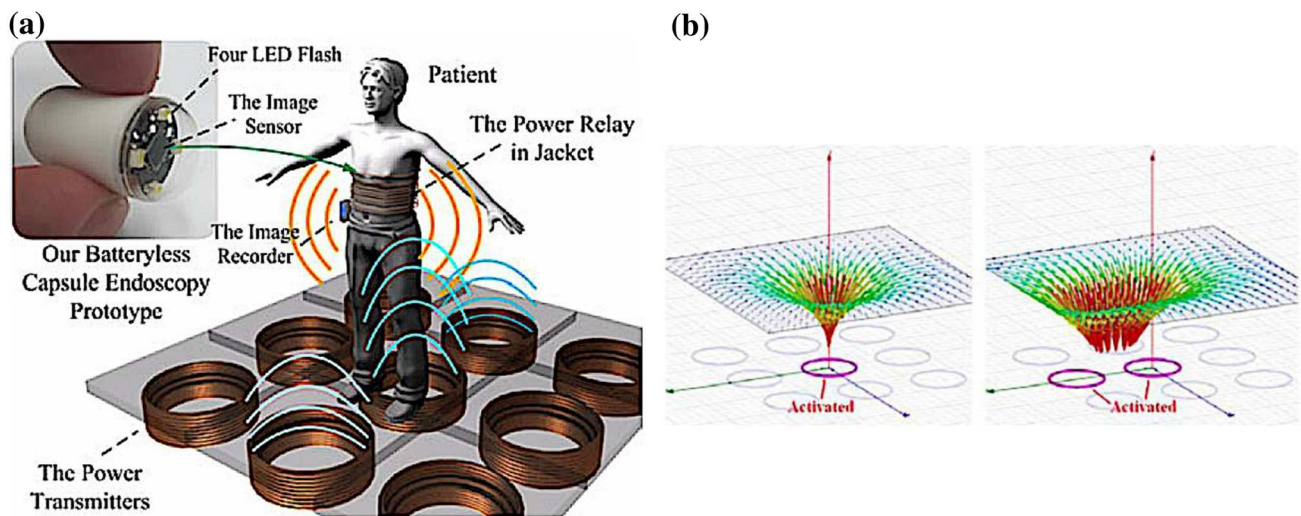 (a)
Four LED Flash
The Image
Sensor
Our Batteryless
Capsule Endoscopy
Prototype
Patient
The Power Relay
in Jacket
The Image
Recorder
The Power
Transmitters
(b)
Activated
Activated